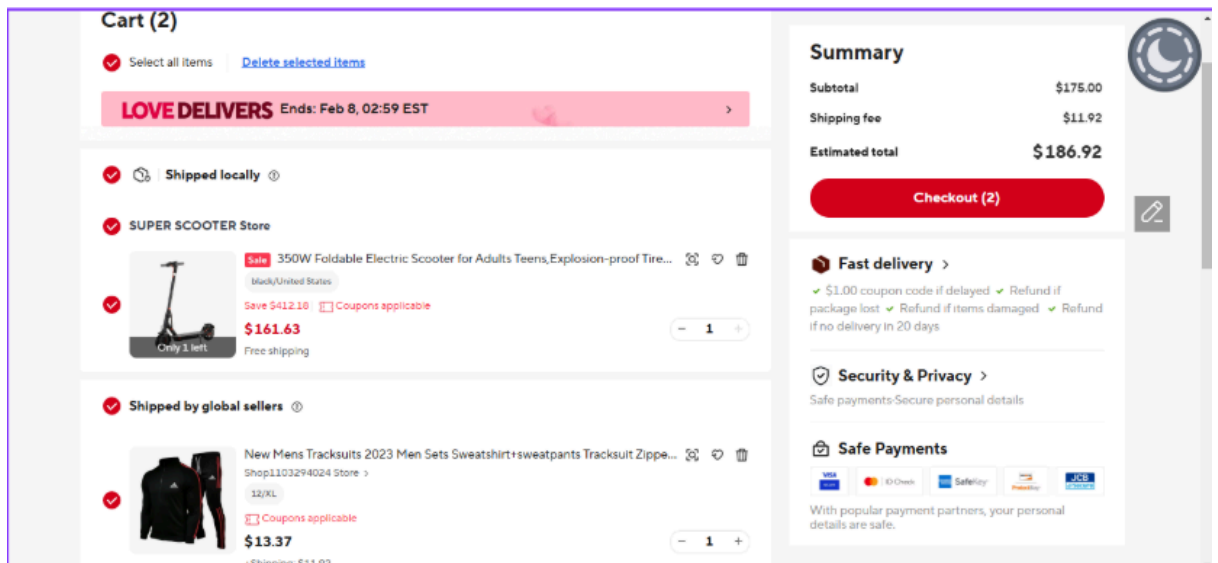 Cart (2)
Select all items
Delete selected items
LOVE DELIVERS Ends: Feb 8, 02:59 EST
Shipped locally
SUPER SCOOTER Store
Sale 350W Foldable Electric Scooter for Adults Teens,Explosion-proof Tire...
black/United States
Save $412.18 Coupons applicable
$161.63
1
Only 1 left
Free shipping
Shipped by global sellers
New Mens Tracksuits 2023 Men Sets Sweatshirt+sweatpants Tracksuit Zippe...
Shop1103294024 Store
12/XL
Coupons applicable
$13.37
1
+Shipping: $11.92
Summary
Subtotal $175.00
Shipping fee $11.92
Estimated total $186.92
Checkout (2)
Fast delivery
$1.00 coupon code if delayed Refund if
package lost Refund if items damaged Refund
if no delivery in 20 days
Security & Privacy
Safe payments·Secure personal details
Safe Payments
VISA
ID Check
SafeKey
JCB
With popular payment partners, your personal
details are safe.